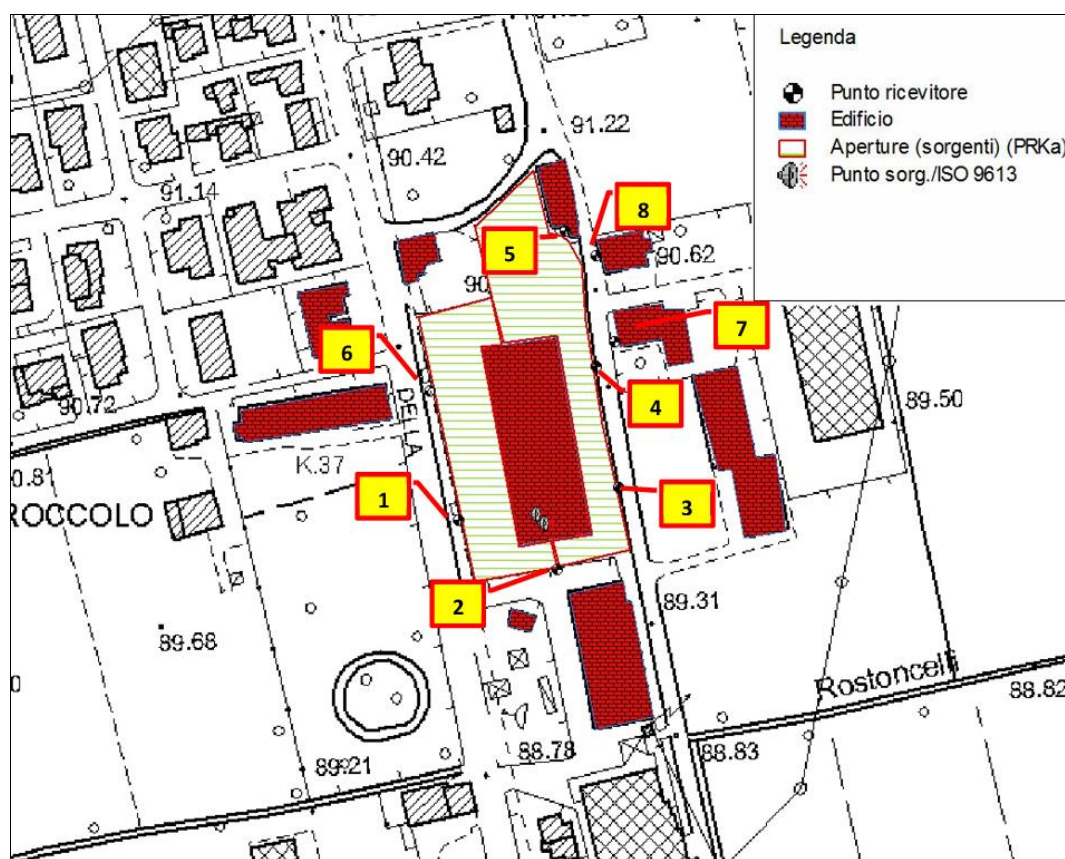 Legenda
Punto ricevitore
Edificio
Aperture (sorgenti) (PRKa)
Punto sorg./ISO 9613
91.22
90.42
91.14
8
5
90.62
7
6
90.72
4
89.50
DELLA
K.37
0.81
ROCCOLO
1
3
2
89.31
89.68
Rostoncelli
0
88.82
88.78
88.83
89.21